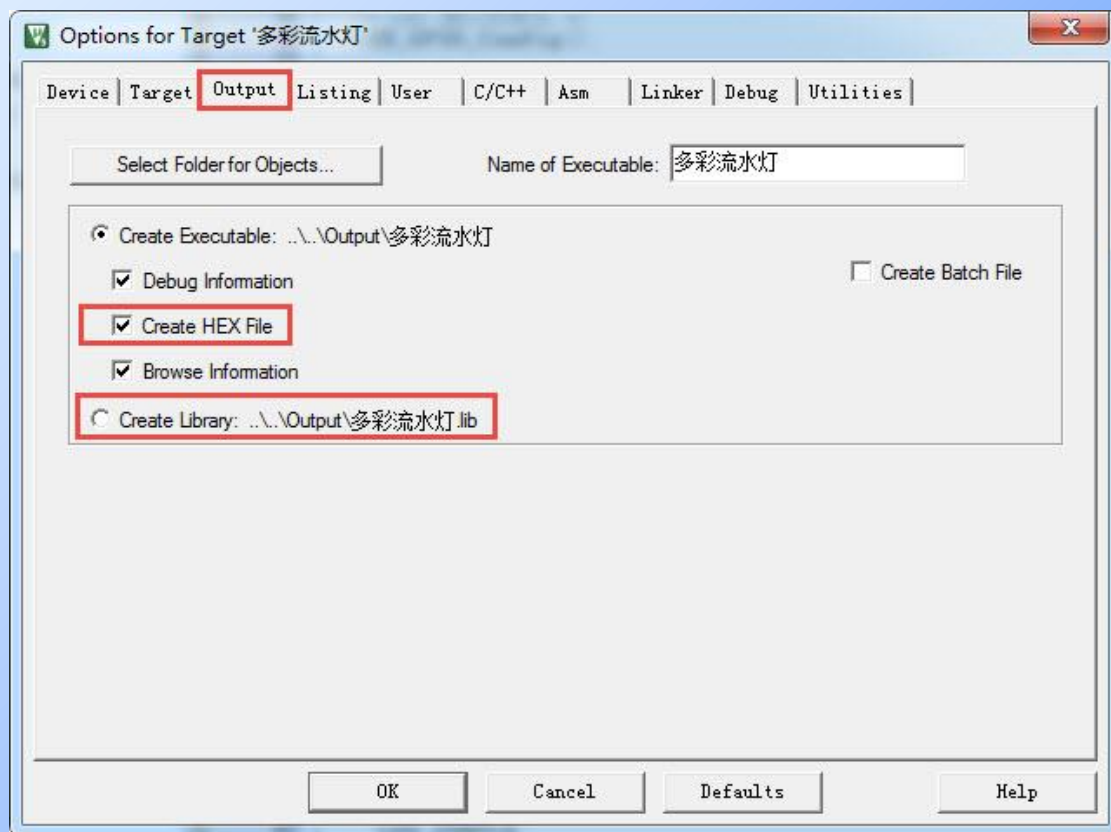 Options for Target '多彩流水灯'
Device Target Output Listing User C/C++ Asm Linker Debug Utilities
Select Folder for Objects... Name of Executable: 多彩流水灯
Create Executable: ..\..\Output\多彩流水灯
Debug Information
Create Batch File
Create HEX File
Browse Information
Create Library: ..\..\Output\多彩流水灯.lib
OK Cancel Defaults Help